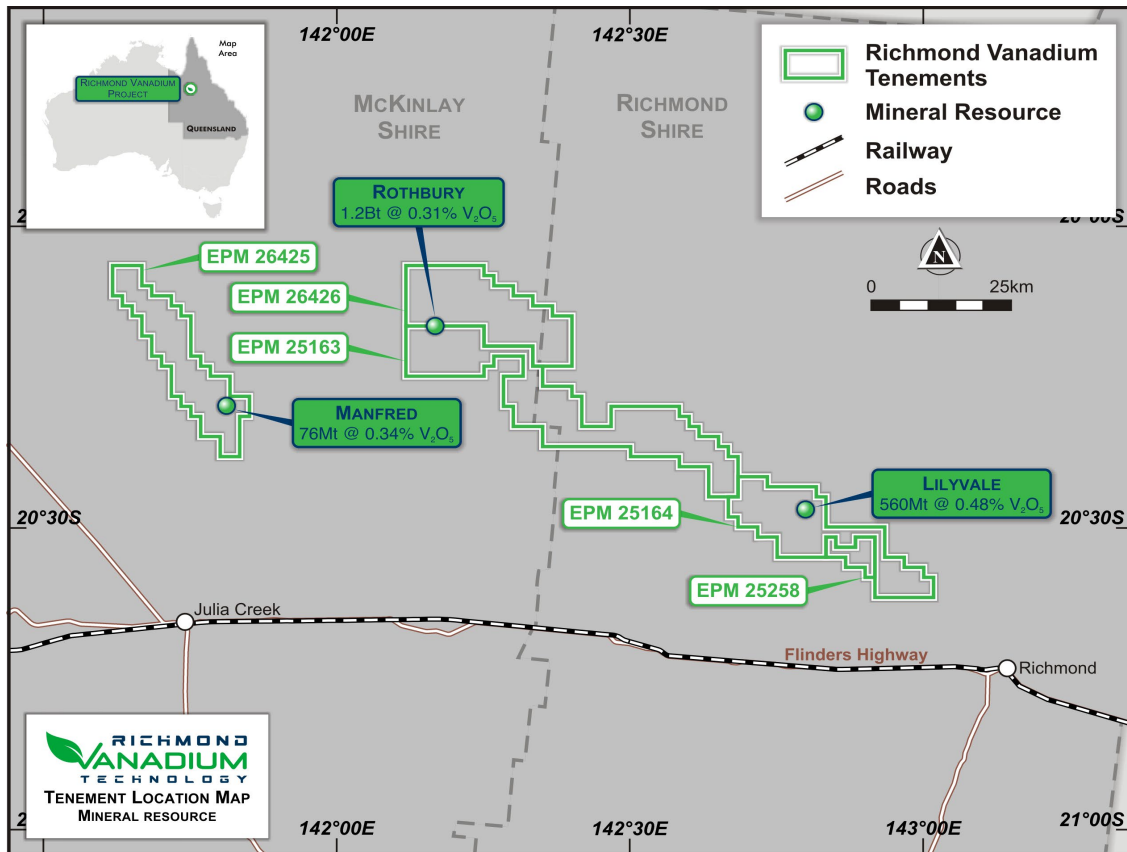 Map
Area
RICHMOND VANADIUM
PROJECT
QUEENSLAND
142°00E
142°30E
MCKINLAY
SHIRE
RICHMOND
SHIRE
Richmond Vanadium
Tenements
Mineral Resource
Railway
Roads
20°00S
N
0
25km
ROTHBURY
1.2Bt @ 0.31% V₂O₅
EPM 26425
EPM 26426
EPM 25163
MANFRED
76Mt @ 0.34% V₂O₅
LILYVALE
560Mt @ 0.48% V₂O₅
EPM 25164
EPM 25258
20°30S
20°30S
Julia Creek
Flinders Highway
Richmond
RICHMOND
VANADIUM
TECHNOLOGY
TENEMENT LOCATION MAP
MINERAL RESOURCE
142°00E
142°30E
143°00E
21°00S